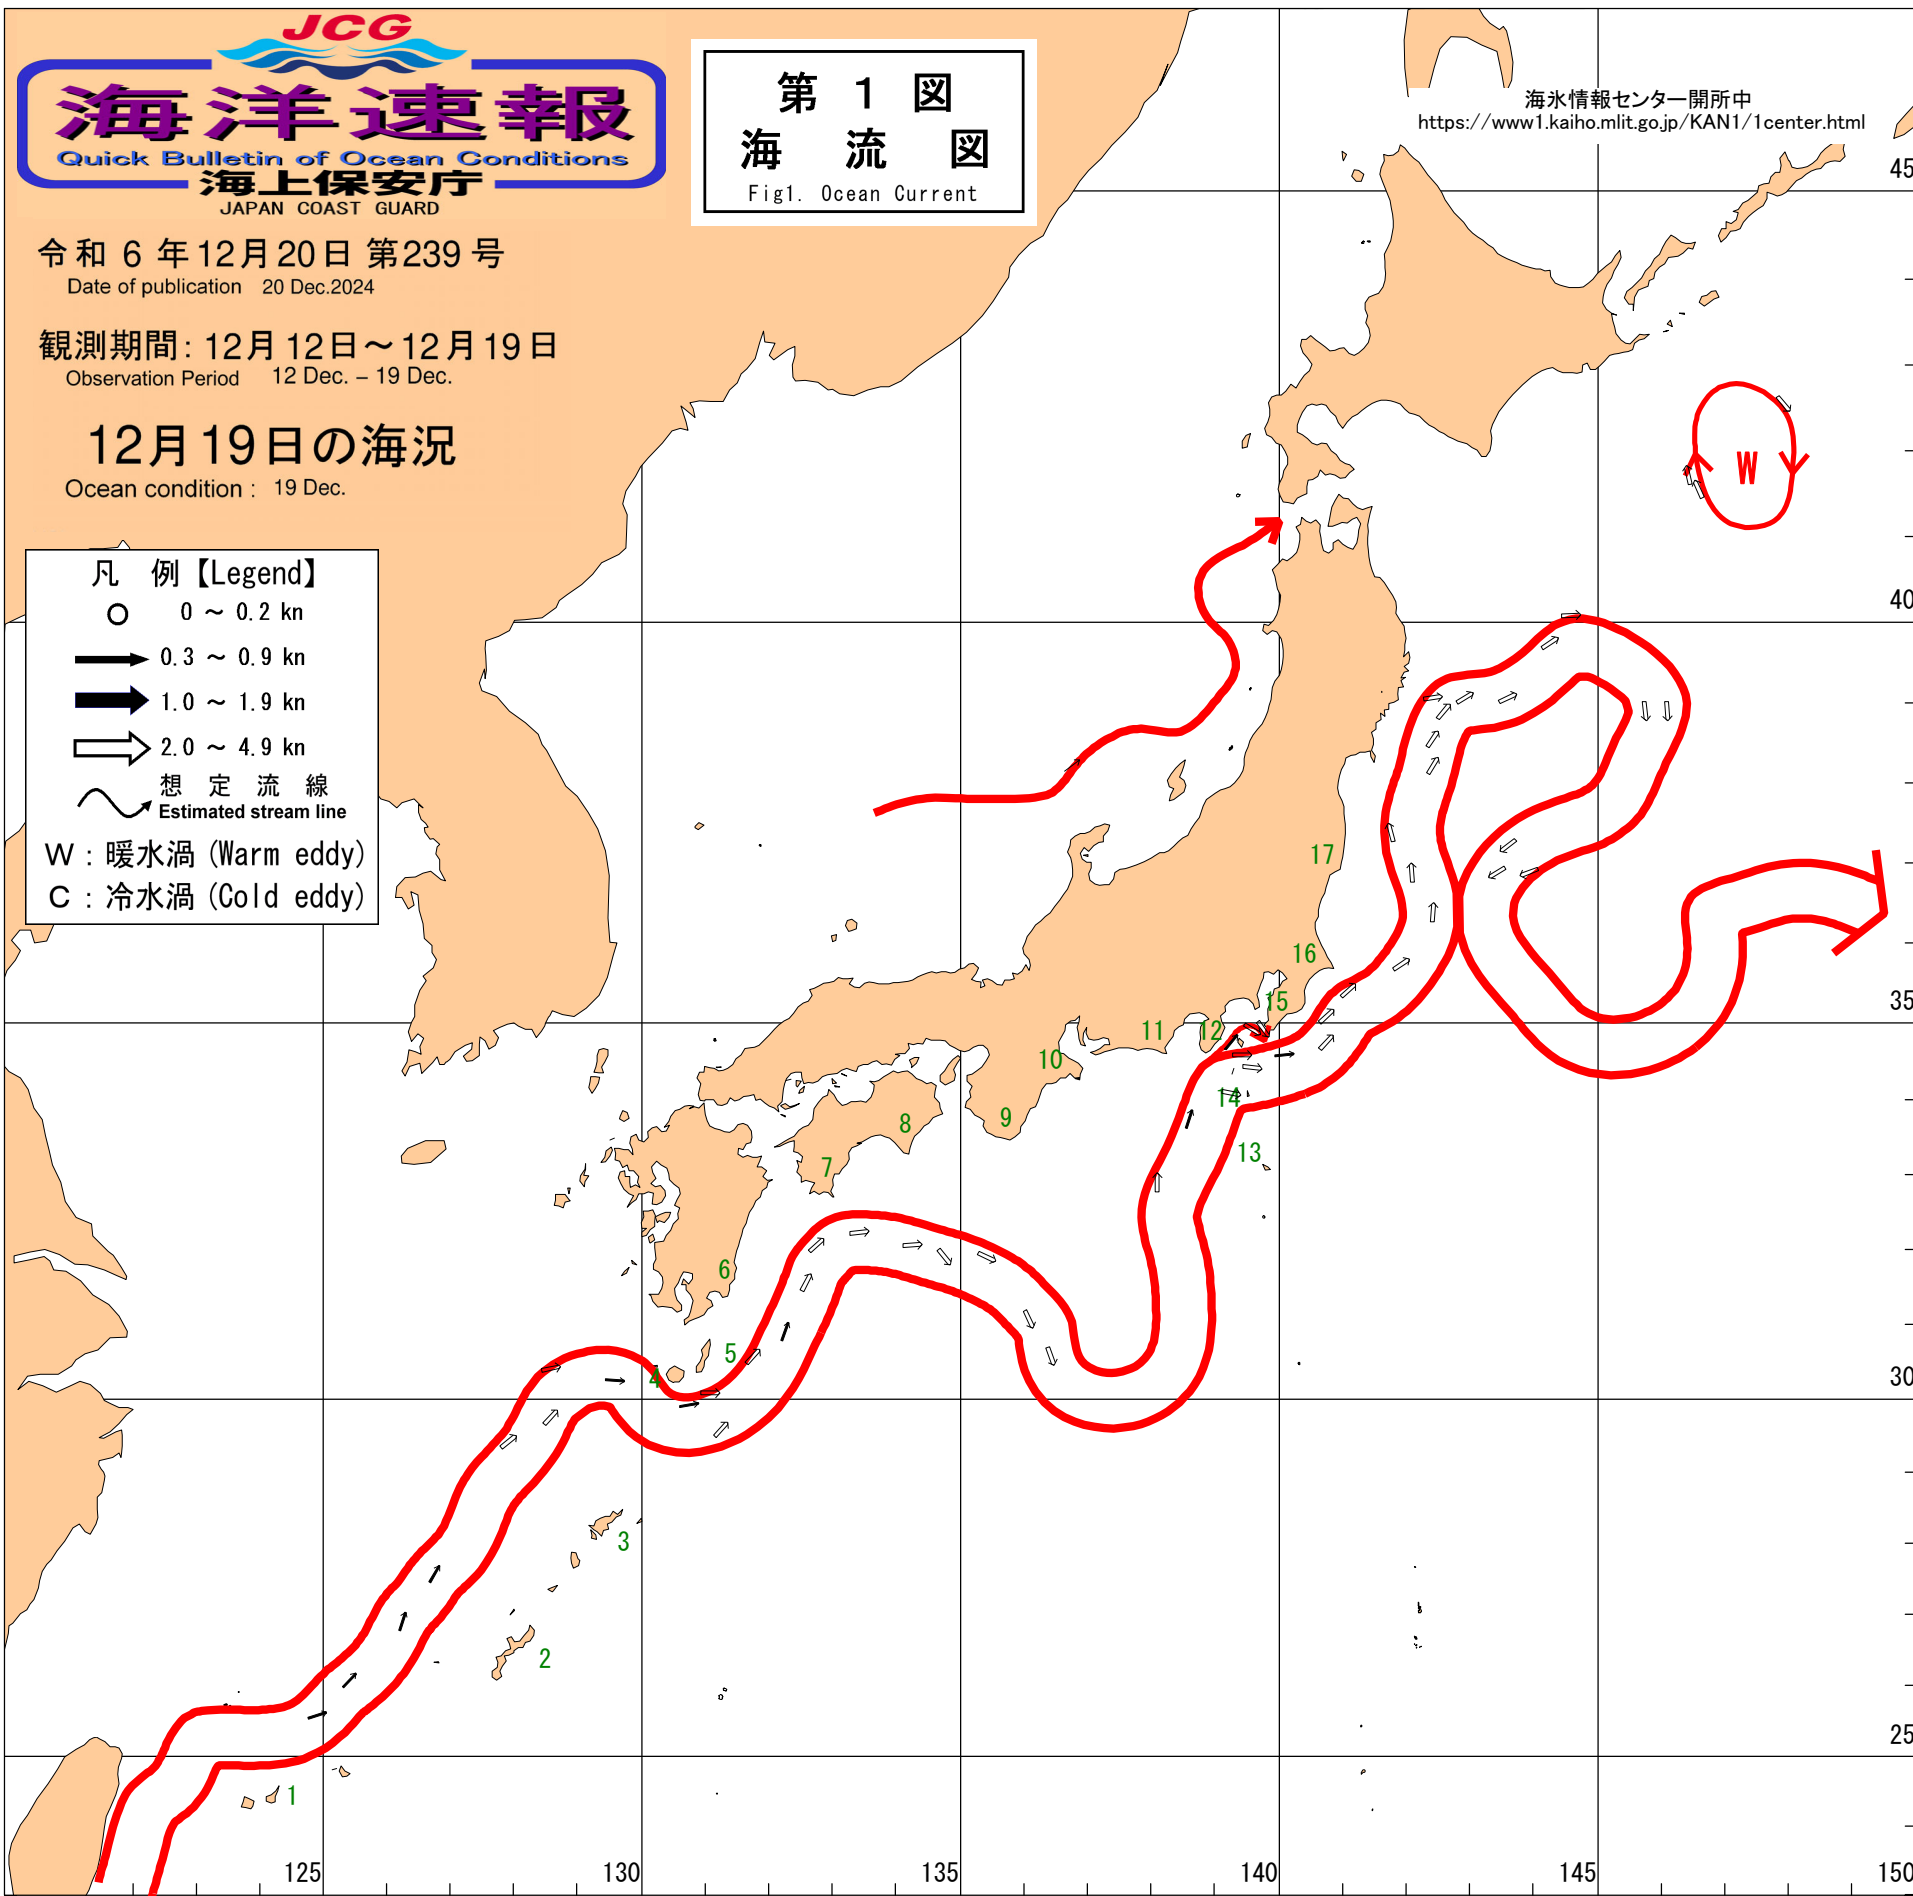 JCG
海洋速報
Quick Bulletin of Ocean Conditions
海上保安庁
JAPAN COAST GUARD
第 1 図
海 流 図
Fig1. Ocean Current
海氷情報センター開所中
https://www1.kaiho.mlit.go.jp/KAN1/1center.html
令和 6 年12月20日 第239号
Date of publication 20 Dec.2024
観測期間: 12月12日～12月19日
Observation Period 12 Dec. – 19 Dec.
12月19日の海況
Ocean condition : 19 Dec.
凡 例【Legend】
0 ～ 0.2 kn
0.3 ～ 0.9 kn
1.0 ～ 1.9 kn
2.0 ～ 4.9 kn
想 定 流 線
Estimated stream line
W : 暖水渦 (Warm eddy)
C : 冷水渦 (Cold eddy)
45
W
40
17
16
35
15
12
11
10
14
9
8
13
7
6
5
4
30
3
2
25
1
125
130
135
140
145
150